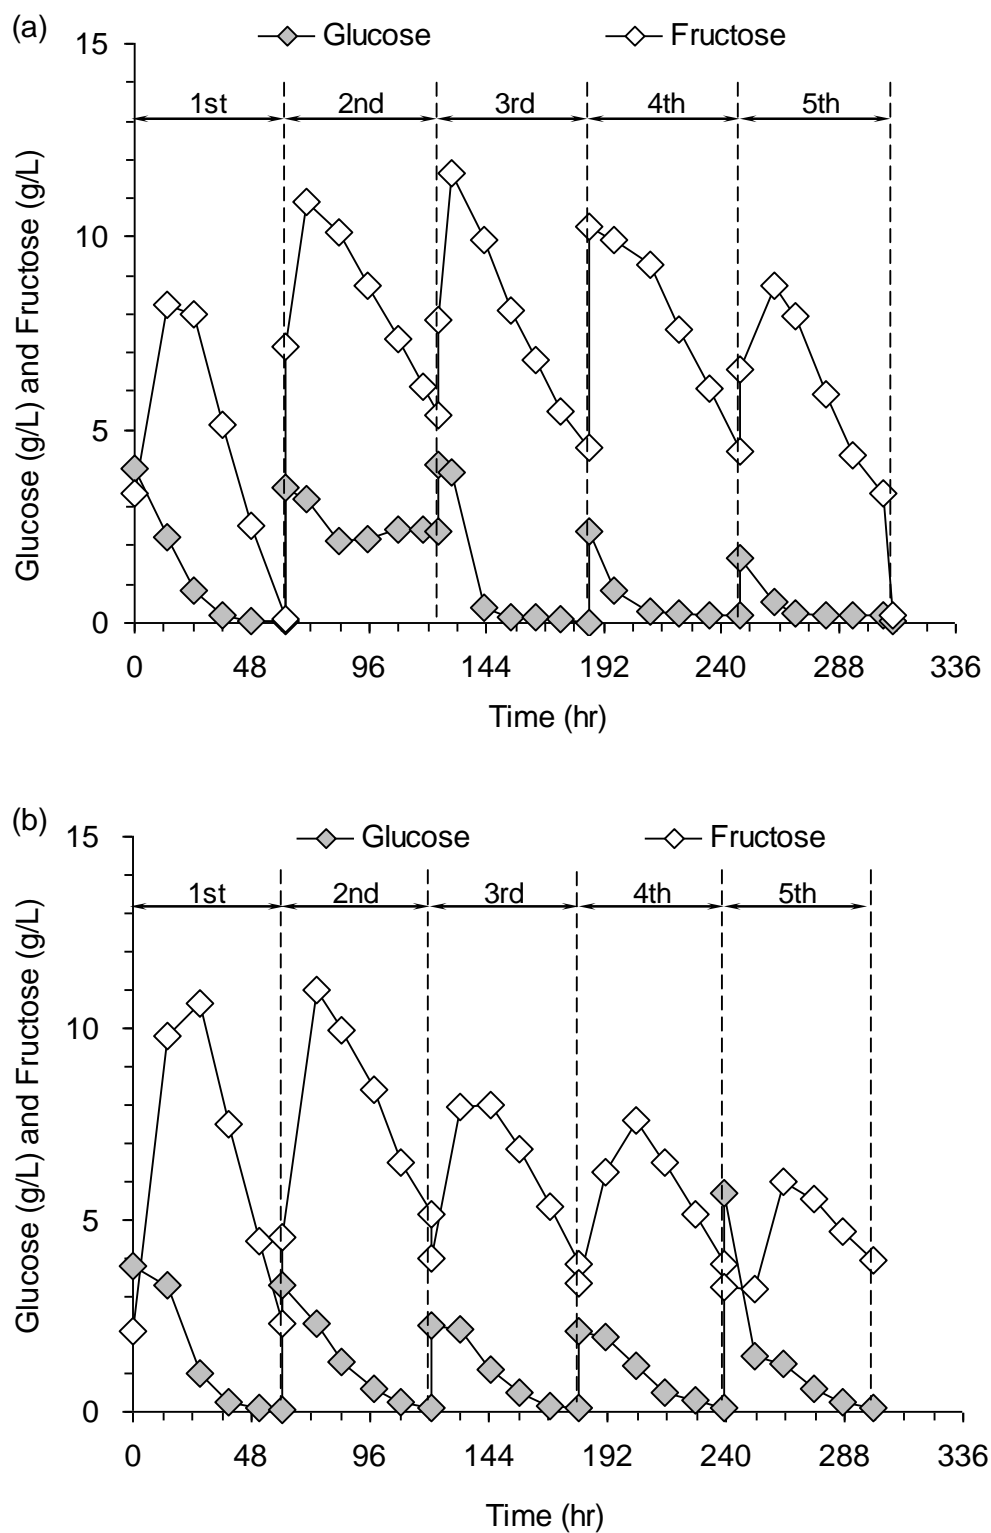 (a)
Glucose Fructose
15
1st 2nd 3rd 4th 5th
10
5
0
Glucose (g/L) and Fructose (g/L)
0 48 96 144 192 240 288 336
Time (hr)
(b)
Glucose Fructose
15
1st 2nd 3rd 4th 5th
10
5
0
Glucose (g/L) and Fructose (g/L)
0 48 96 144 192 240 288 336
Time (hr)